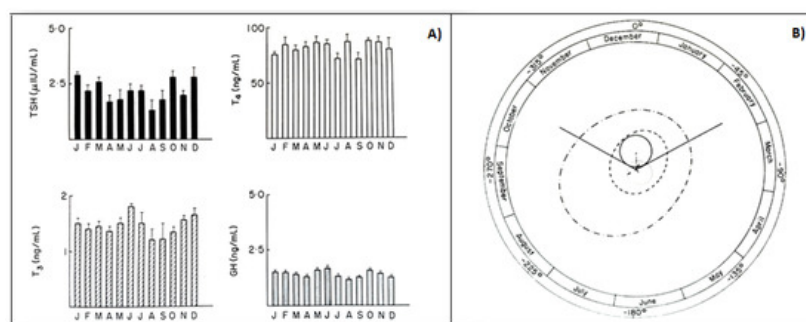 A)
5·0
2·5
TSH (μIU/mL)
J F M A M J J A S O N D
100
50
T4 (ng/mL)
J F M A M J J A S O N D
2
1
T3 (ng/mL)
J F M A M J J A S O N D
5·0
2·5
GH (ng/mL)
J F M A M J J A S O N D
B)
0°
December
January
-45°
February
March
-90°
April
-135°
May
June
-180°
July
-225°
August
September
-270°
October
-315°
November